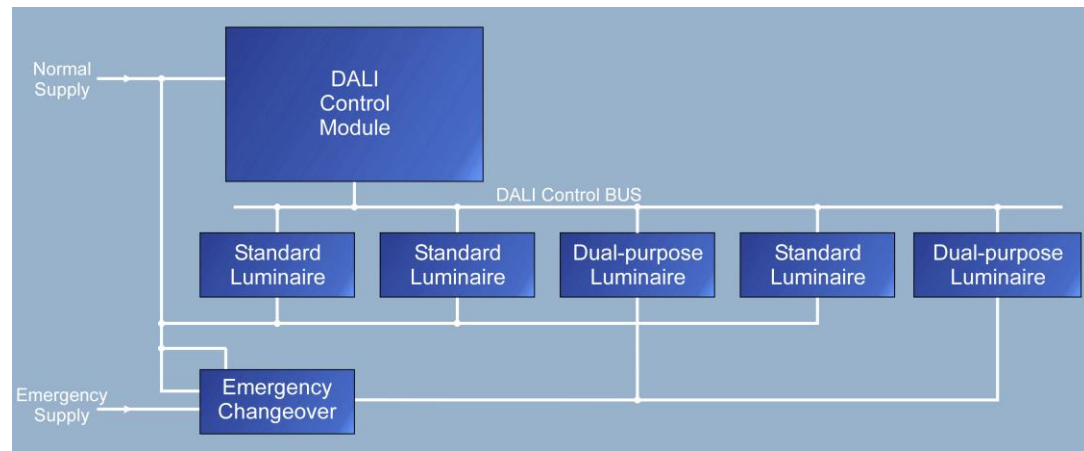 Normal
Supply
DALI
Control
Module
DALI Control BUS
Standard
Luminaire
Standard
Luminaire
Dual-purpose
Luminaire
Standard
Luminaire
Dual-purpose
Luminaire
Emergency
Supply
Emergency
Changeover